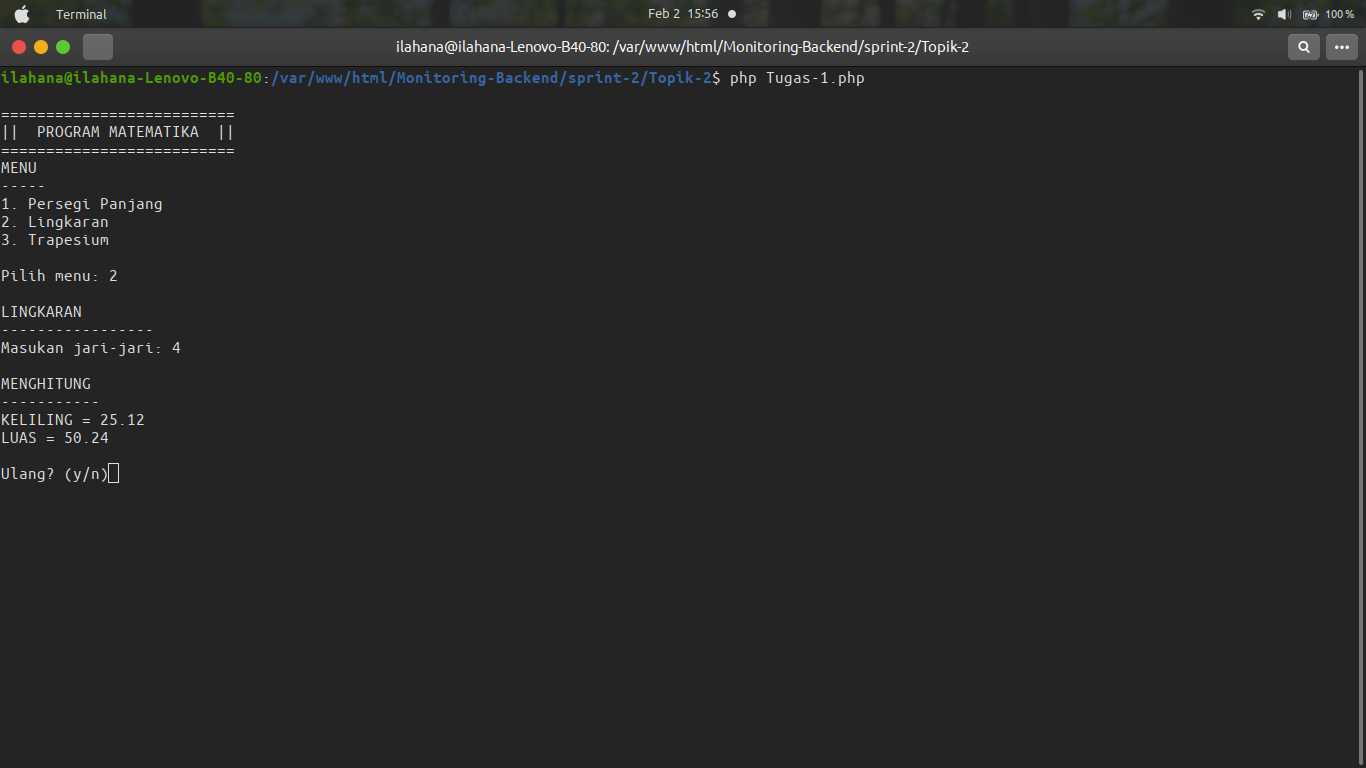 Terminal
Feb 2 15:56
100 %
ilahana@ilahana-Lenovo-B40-80: /var/www/html/Monitoring-Backend/sprint-2/Topik-2
ilahana@ilahana-Lenovo-B40-80:/var/www/html/Monitoring-Backend/sprint-2/Topik-2$ php Tugas-1.php
==========================
||  PROGRAM MATEMATIKA  ||
==========================
MENU
-----
1. Persegi Panjang
2. Lingkaran
3. Trapesium
Pilih menu: 2
LINGKARAN
-----------------
Masukan jari-jari: 4
MENGHITUNG
-----------
KELILING = 25.12
LUAS = 50.24
Ulang? (y/n)